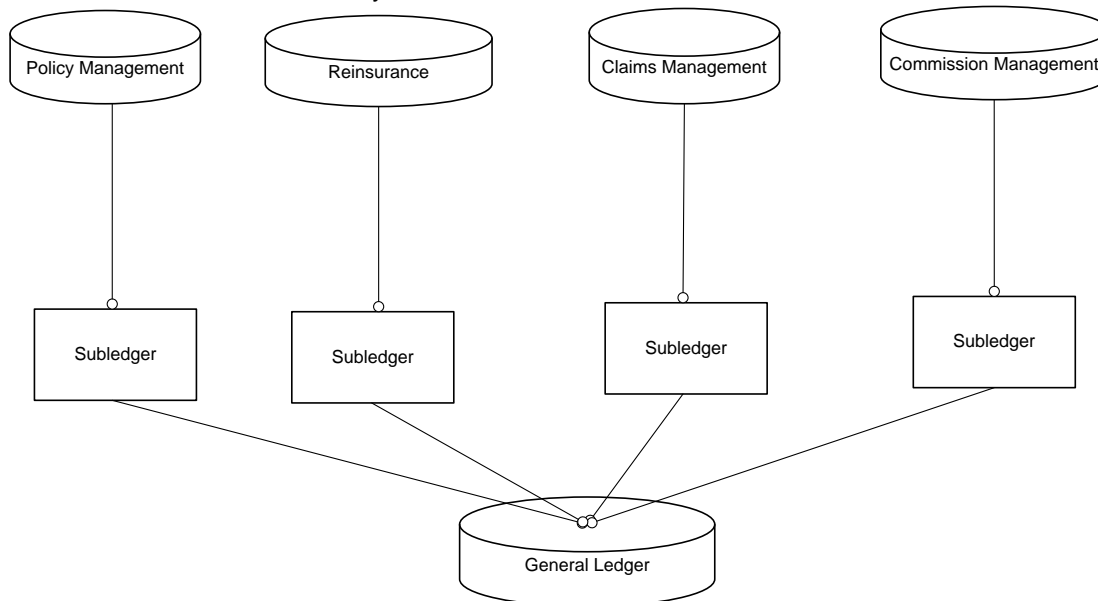 Policy Management
Reinsurance
Claims Management
Commission Management
Subledger
Subledger
Subledger
Subledger
General Ledger